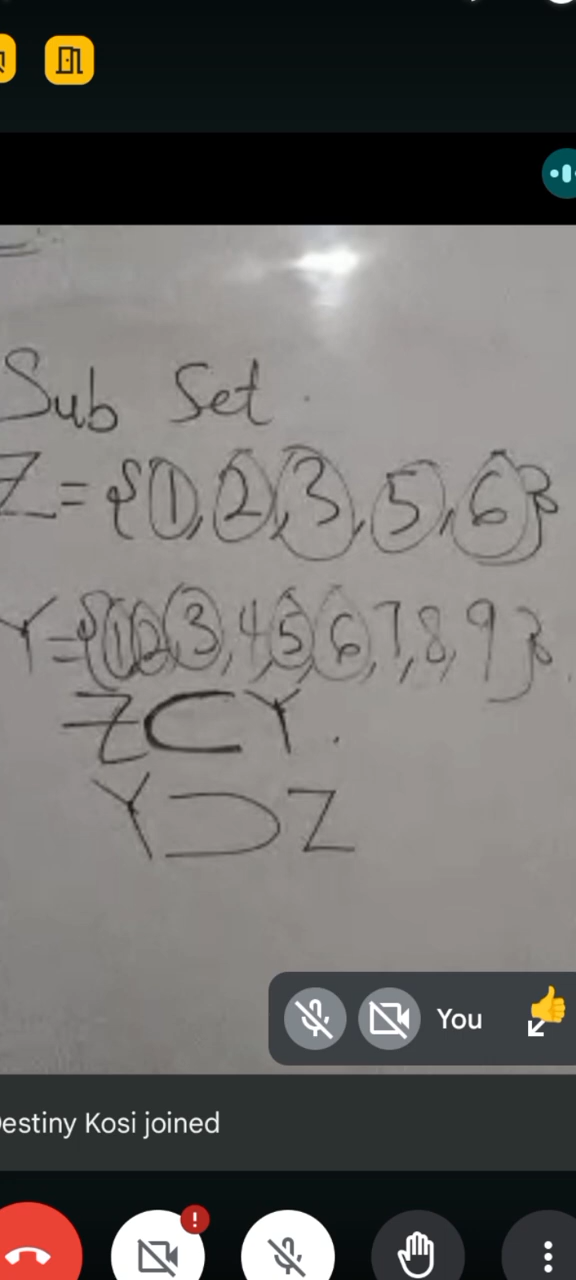 Sub Set.
Z = {1, 2, 3, 5, 6}
Y = {1, 2, 3, 4, 5, 6, 7, 8, 9}.
Z ⊂ Y.
Y ⊃ Z
You
estiny Kosi joined